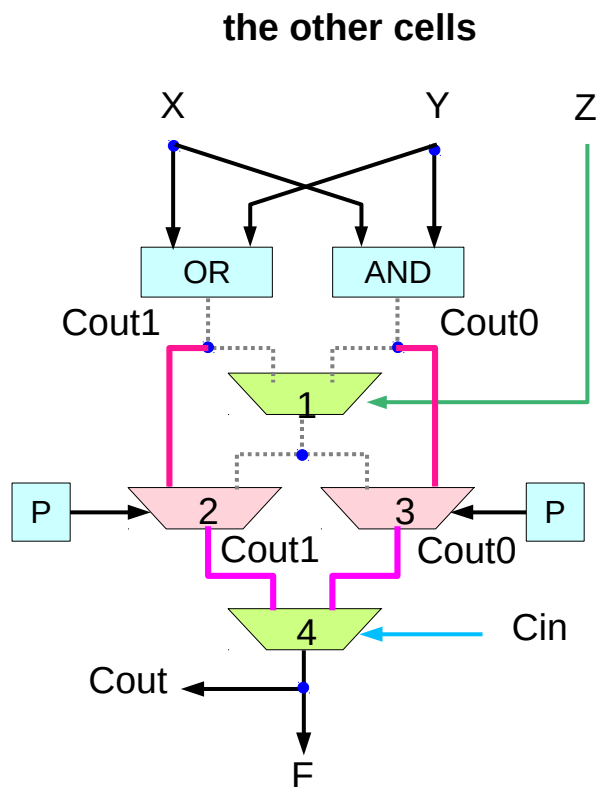 the other cells
X Y Z
OR AND
Cout1 Cout0
1
P 2 3 P
Cout1 Cout0
4 Cin
Cout
F